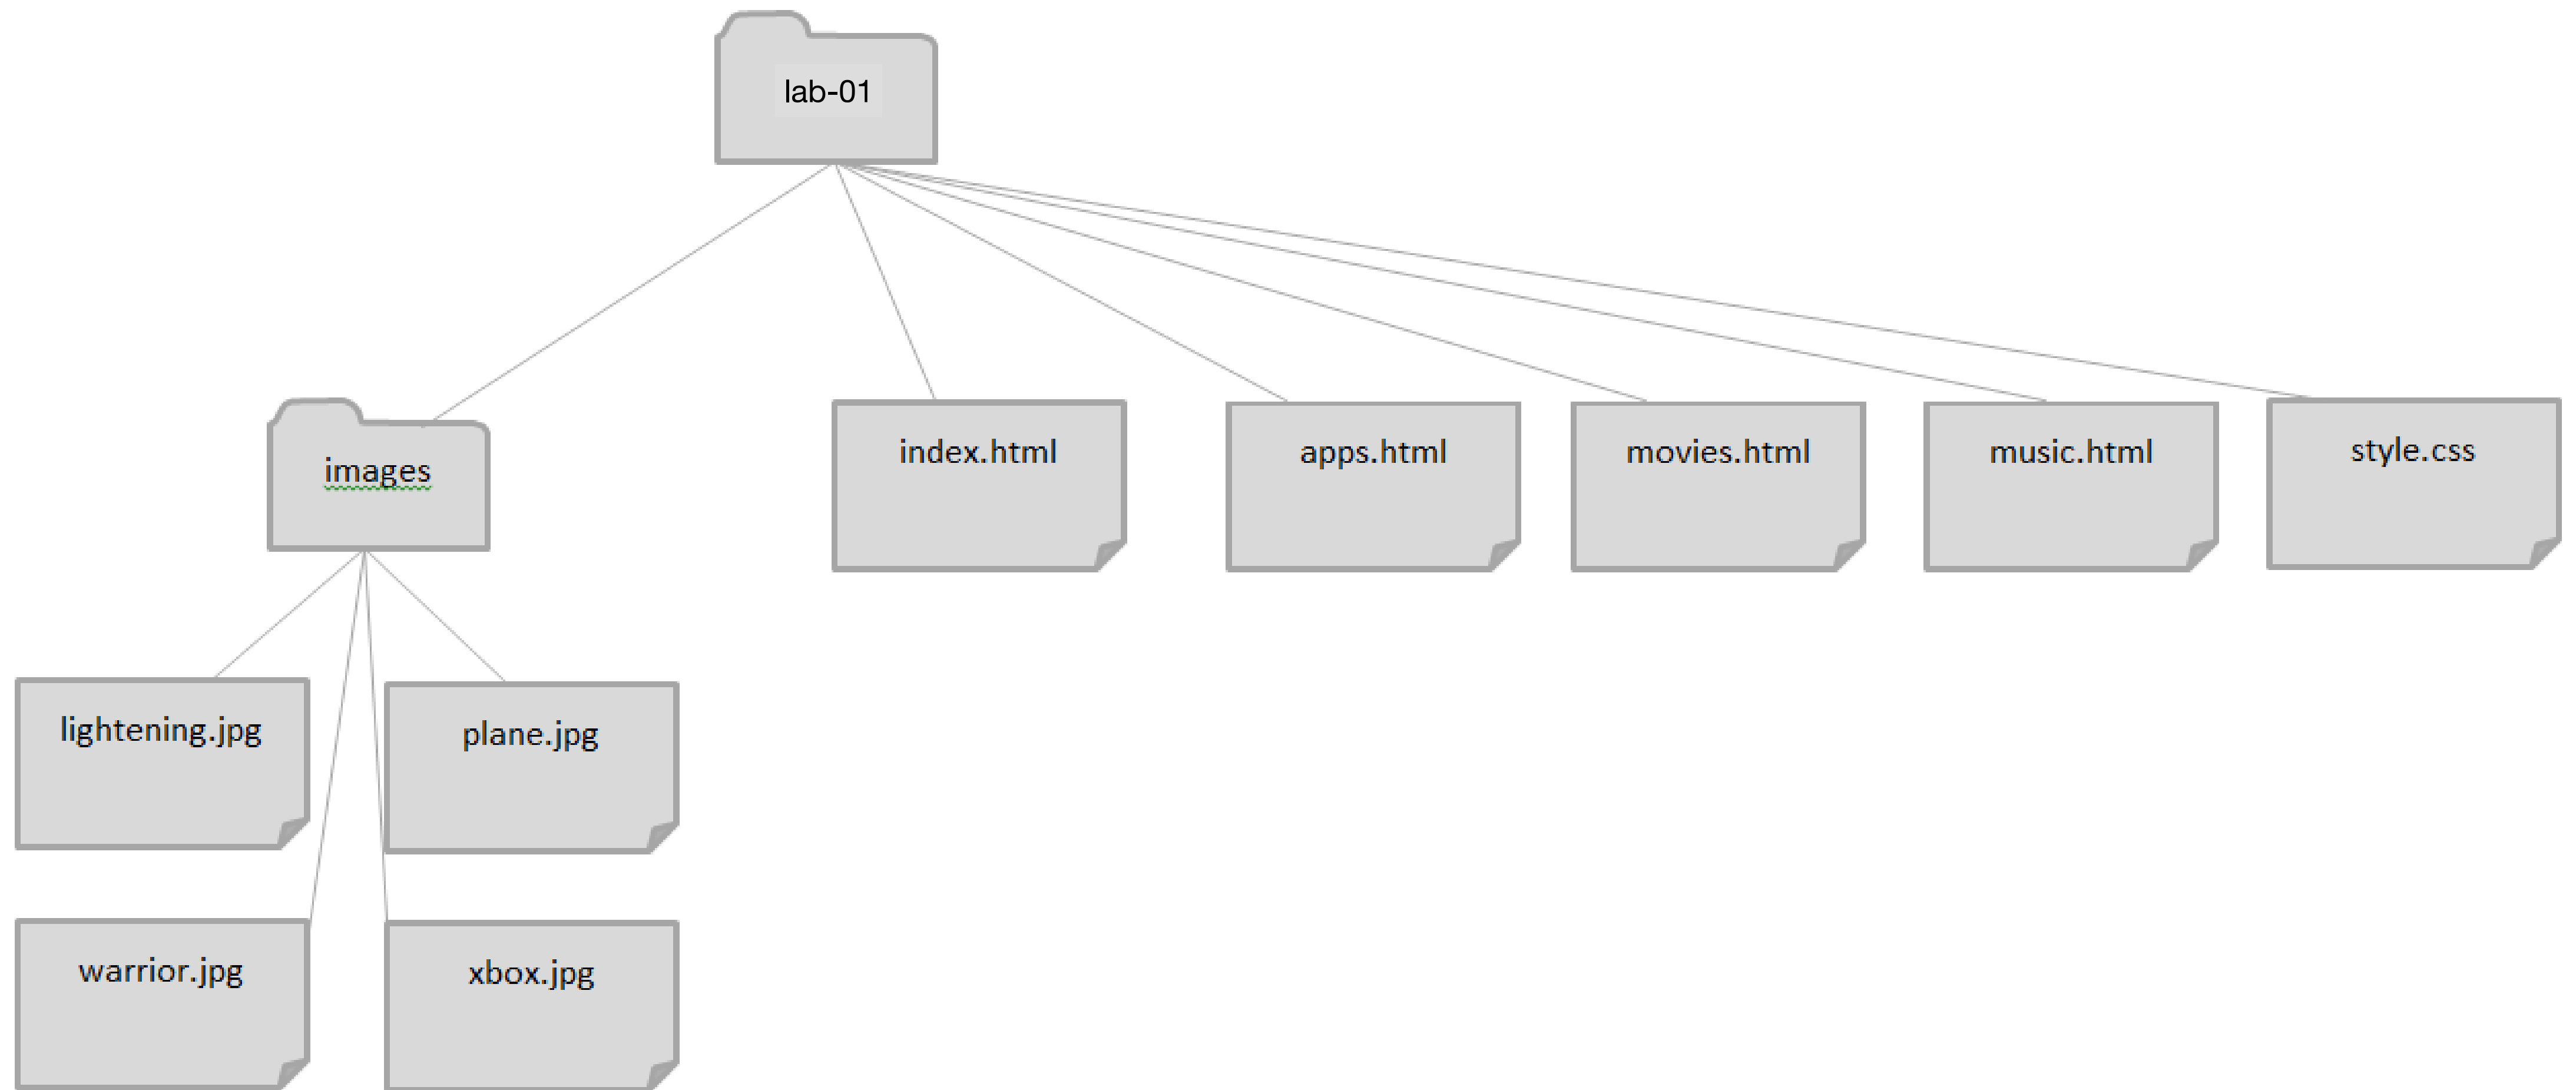 lab-01
images
index.html
apps.html
movies.html
music.html
style.css
lightening.jpg
plane.jpg
warrior.jpg
xbox.jpg